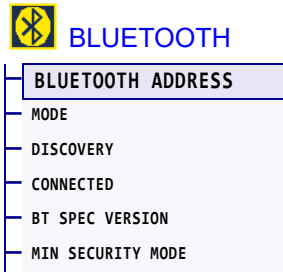 BLUETOOTH
BLUETOOTH ADDRESS
MODE
DISCOVERY
CONNECTED
BT SPEC VERSION
MIN SECURITY MODE